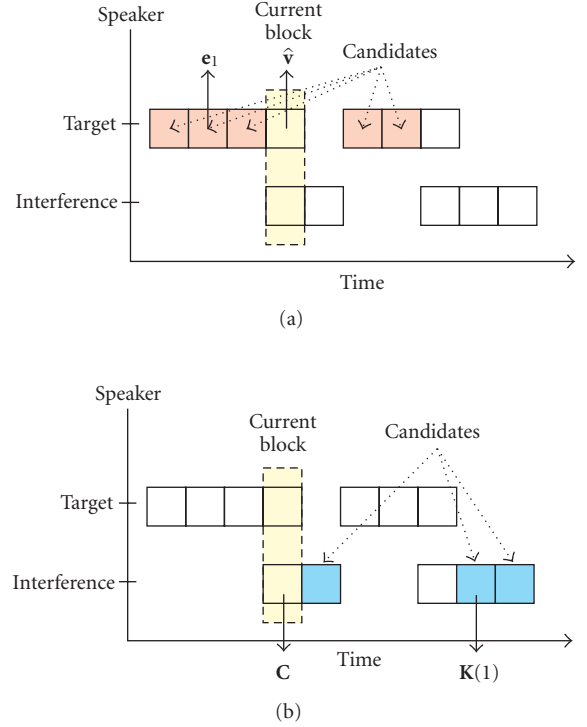 Speaker
Current
block
Candidates
e1
v̂
Target
Interference
Time
(a)
Speaker
Current
block
Candidates
Target
Interference
Time
C
K(1)
(b)